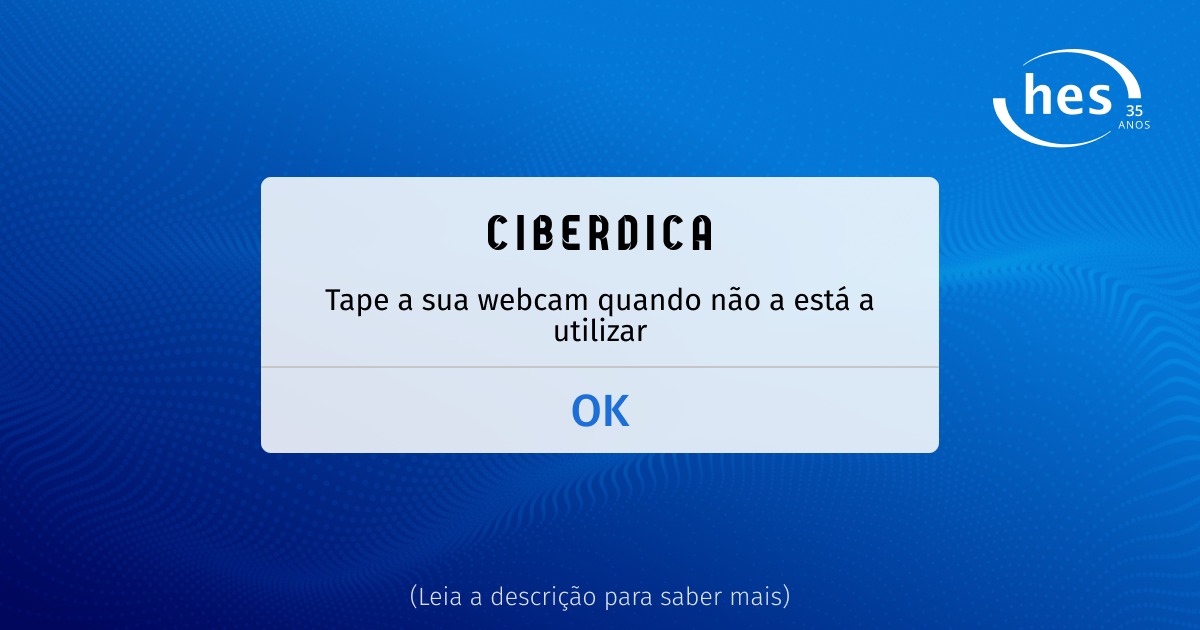 hes
35
ANOS
CIBERDICA
Tape a sua webcam quando não a está a
utilizar
OK
(Leia a descrição para saber mais)